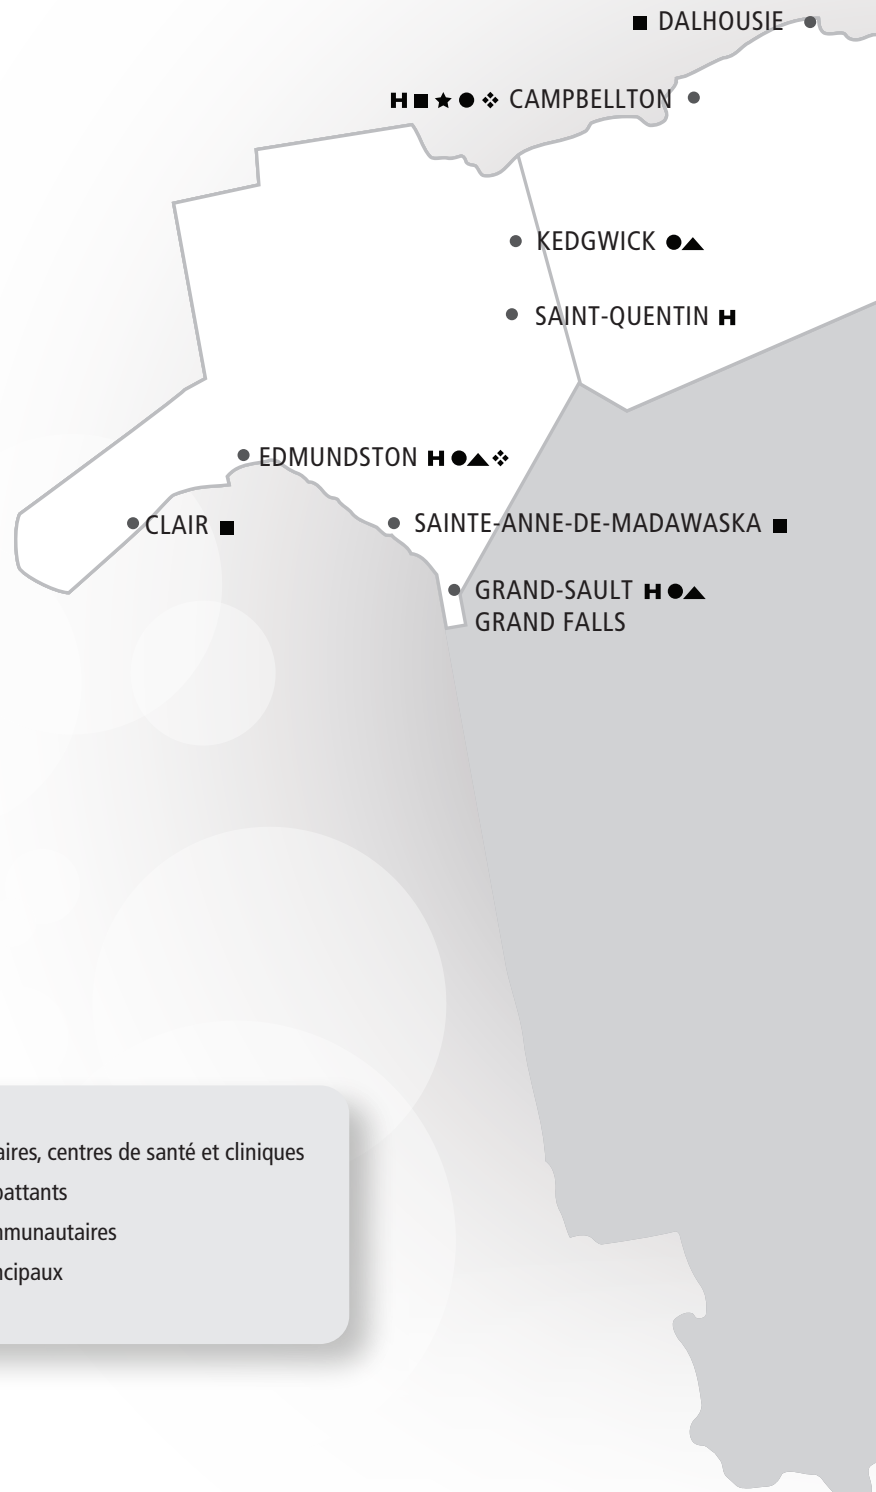 DALHOUSIE
CAMPBELLTON
KEDGWICK
SAINT-QUENTIN H
EDMUNDSTON H
CLAIR
SAINTE-ANNE-DE-MADAWASKA
GRAND-SAULT H
GRAND FALLS
aires, centres de santé et cliniques
battants
munautaires
ncipaux